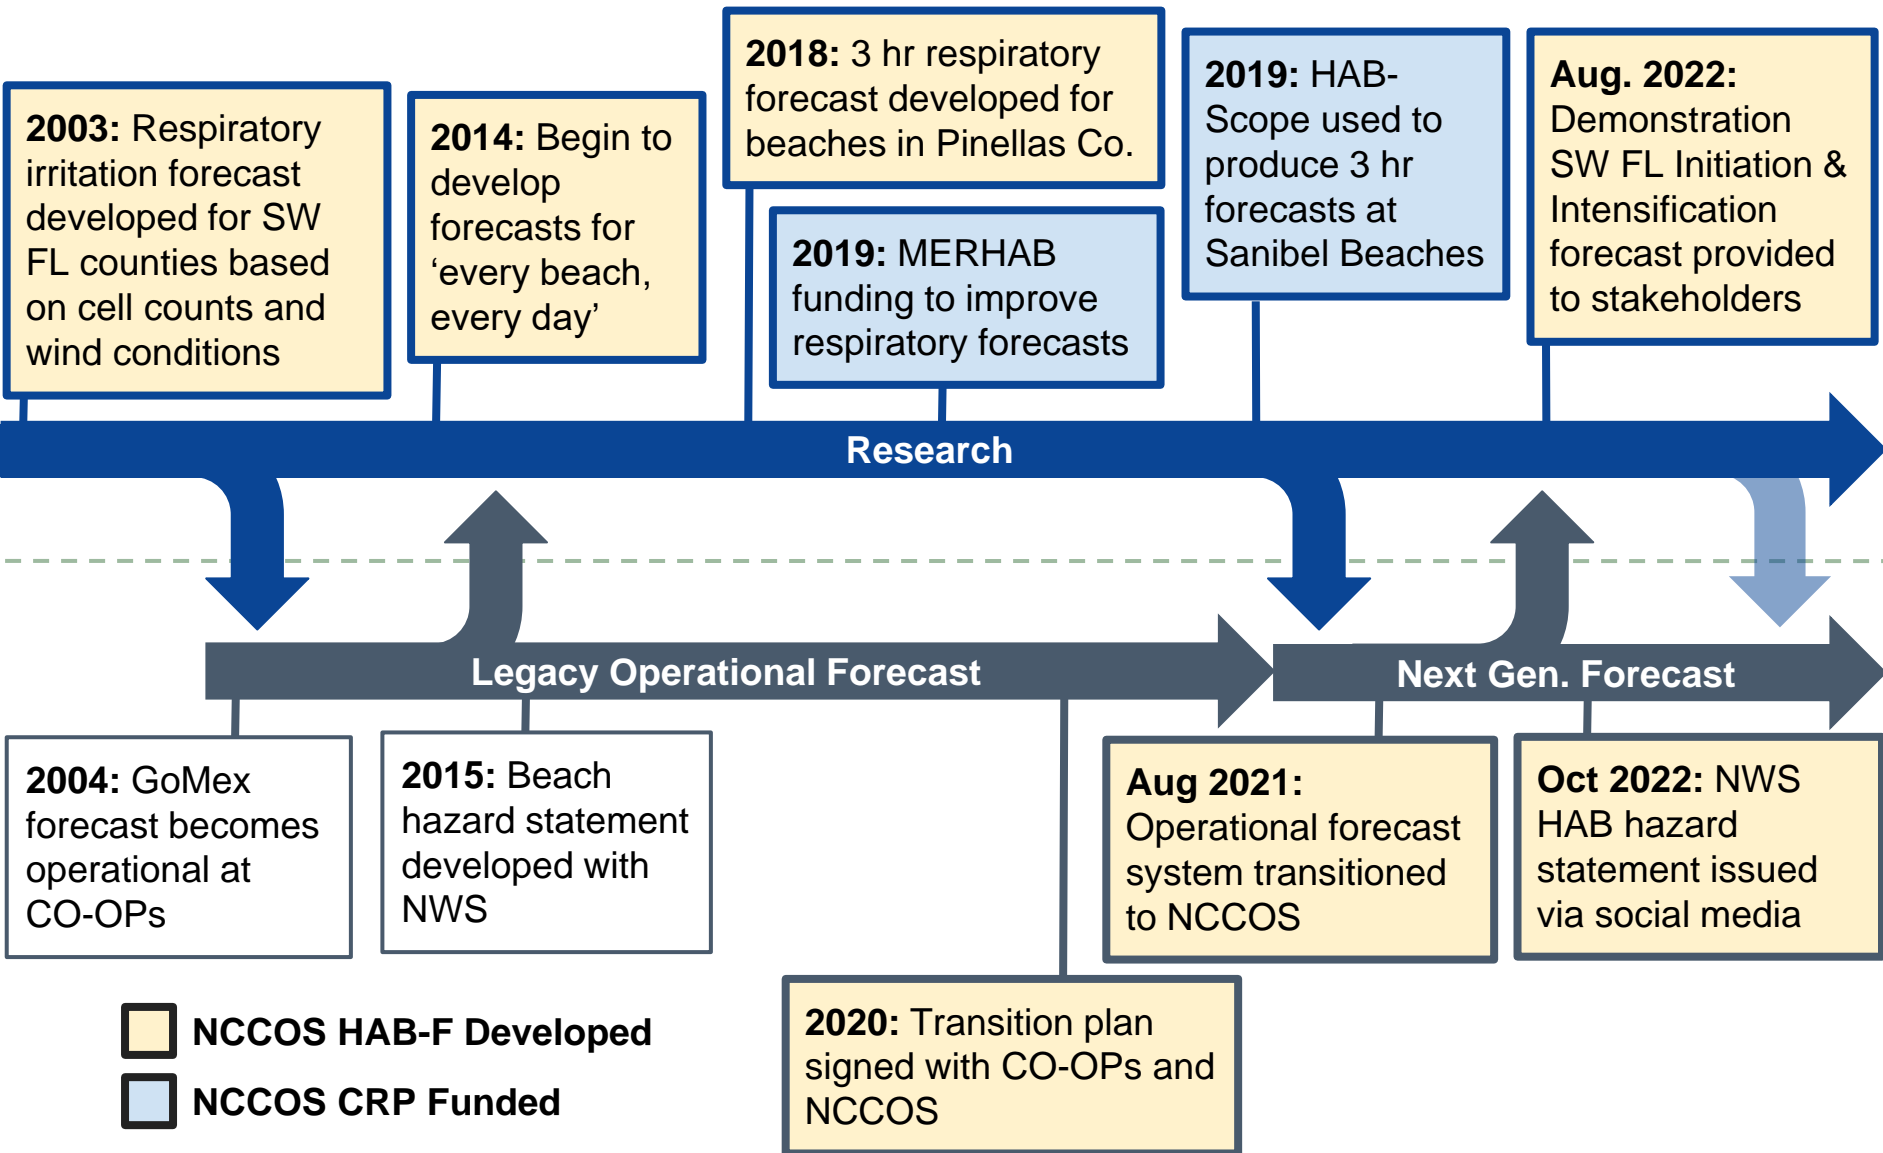 2003: Respiratory
irritation forecast
developed for SW
FL counties based
on cell counts and
wind conditions
2014: Begin to
develop
forecasts for
‘every beach,
every day’
2018: 3 hr respiratory
forecast developed for
beaches in Pinellas Co.
2019: MERHAB
funding to improve
respiratory forecasts
2019: HAB-
Scope used to
produce 3 hr
forecasts at
Sanibel Beaches
Aug. 2022:
Demonstration
SW FL Initiation &
Intensification
forecast provided
to stakeholders
Research
Legacy Operational Forecast
Next Gen. Forecast
2004: GoMex
forecast becomes
operational at
CO-OPs
2015: Beach
hazard statement
developed with
NWS
2020: Transition plan
signed with CO-OPs and
NCCOS
Aug 2021:
Operational forecast
system transitioned
to NCCOS
Oct 2022: NWS
HAB hazard
statement issued
via social media
NCCOS HAB-F Developed
NCCOS CRP Funded